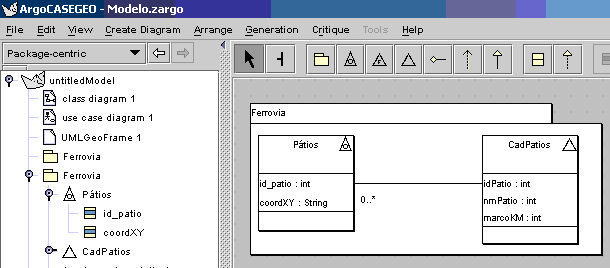 ArgoCASEGEO - Modelo.zargo
File Edit View Create Diagram Arrange Generation Critique Tools Help
Package-centric
untitledModel
class diagram 1
use case diagram 1
UMLGeoFrame 1
Ferrovia
Ferrovia
Pátios
id_patio
coordXY
CadPatios
Ferrovia
Pátios
id_patio : int
coordXY : String
0..*
CadPatios
idPatio : int
nmPatio : int
marcoKM : int